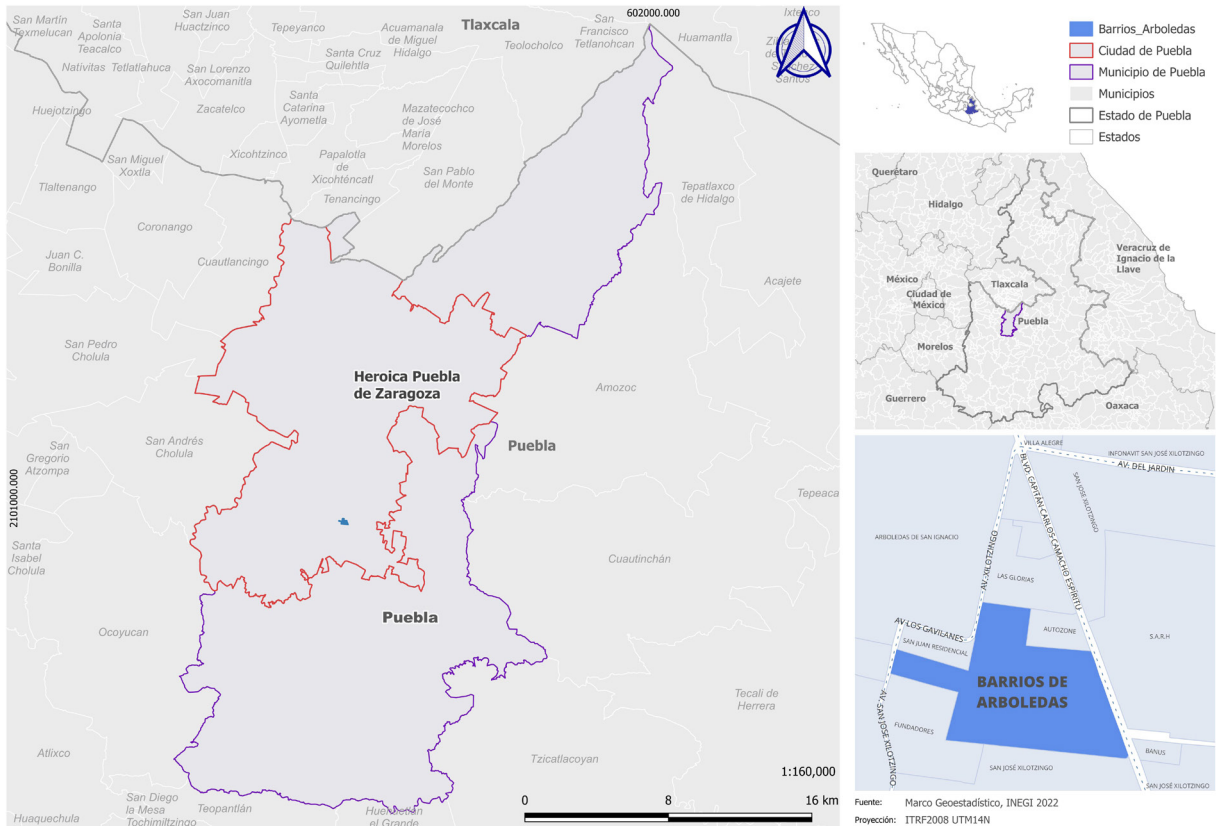 San Martín
Texmelucan
Santa
Apolonia
Teacalco
San Juan
Huactzinco
Tepeyanco
Acuamanala
de Miguel
Hidalgo
Tlaxcala
San
Francisco
Tetlanohcan
602000.000
Huamantla
Ixtenco
Teolocholco
Nativitas
Tetlatlahuca
San Lorenzo
Axocomanitla
Santa Cruz
Quilehtla
Huejotzingo
Zacatelco
Santa
Catarina
Ayometla
Mazatecochco
de José
María
Morelos
San Miguel
Xoxtla
Xicohtzinco
Papalotla
de
Xicohténcatl
San Pablo
del Monte
Tlaltenango
Tenancingo
Tepatlaxco
de Hidalgo
Coronango
Juan C.
Bonilla
Cuautlancingo
Acajete
San Pedro
Cholula
Heroica Puebla
de Zaragoza
Amozoc
San
Gregorio
Atzompa
San Andrés
Cholula
Puebla
2101000.000
Tepeaca
Santa
Isabel
Cholula
Cuautinchán
Ocoyucan
Puebla
Tecali de
Herrera
Atlixco
Tzicatlacoyan
1:160,000
San Diego
la Mesa
Tochimiltzingo
Teopantlán
Huehuetlán
el Grande
Huaquechula
0
8
16 km
Barrios_Arboledas
Ciudad de Puebla
Municipio de Puebla
Municipios
Estado de Puebla
Estados
Querétaro
Hidalgo
Veracruz de
Ignacio de la
Llave
México
Tlaxcala
Ciudad de
México
Puebla
Morelos
Guerrero
Oaxaca
VILLA ALEGRE
INFONAVIT SAN JOSÉ XILOTZINGO
AV. DEL JARDIN
BLVD. CAPITÁN CARLOS CAMACHO ESPÍRITU
SAN JOSE XILOTZINGO
ARBOLEDAS DE SAN IGNACIO
AV. XILOTZINGO
LAS GLORIAS
AV LOS GAVILANES
AUTOZONE
S.A.R.H
SAN JUAN RESIDENCIAL
BARRIOS DE
ARBOLEDAS
AV. SAN JOSE XILOTZINGO
FUNDADORES
BANUS
SAN JOSÉ XILOTZINGO
SAN JOSÉ XILOTZINGO
Fuente: Marco Geoestadístico, INEGI 2022
Proyección: ITRF2008 UTM14N